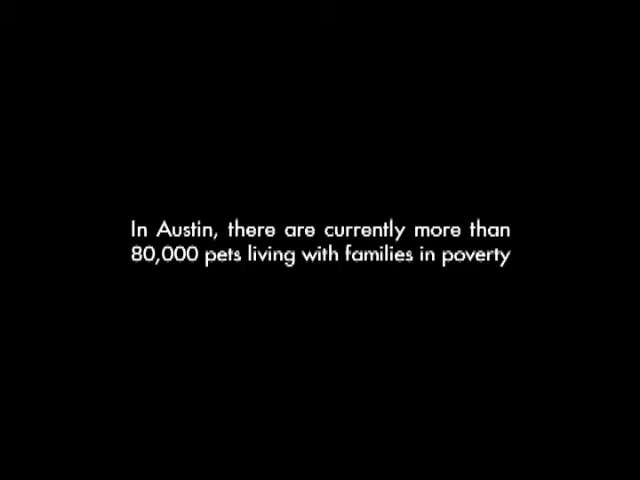 In Austin, there are currently more than
80,000 pets living with families in poverty